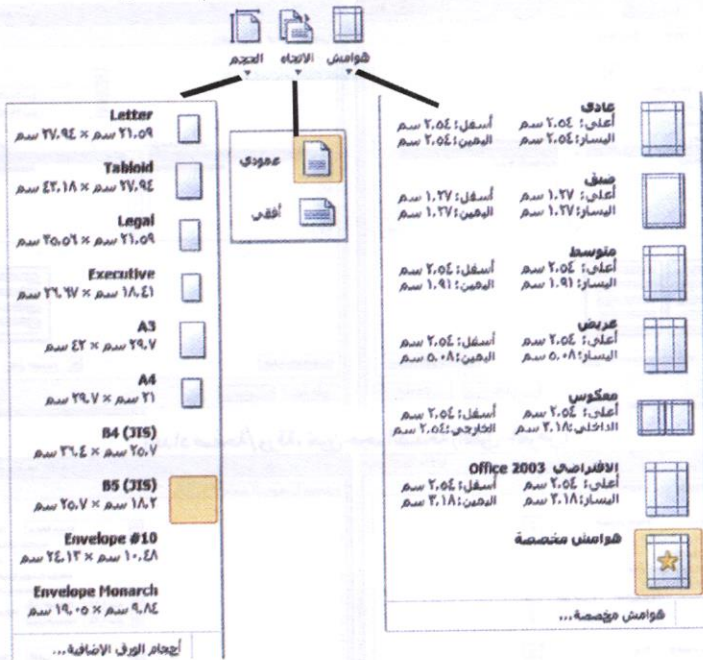 هوامش الاتجاه الحجم
عادي
أعلى: ٢,٥٤ سم أسفل: ٢,٥٤ سم
اليسار: ٢,٥٤ سم اليمين: ٢,٥٤ سم
ضيق
أعلى: ١,٢٧ سم أسفل: ١,٢٧ سم
اليسار: ١,٢٧ سم اليمين: ١,٢٧ سم
متوسط
أعلى: ٢,٥٤ سم أسفل: ٢,٥٤ سم
اليسار: ١,٩١ سم اليمين: ١,٩١ سم
عريض
أعلى: ٢,٥٤ سم أسفل: ٢,٥٤ سم
اليسار: ٥,٠٨ سم اليمين: ٥,٠٨ سم
معكوس
أعلى: ٢,٥٤ سم أسفل: ٢,٥٤ سم
الداخلي: ٣,١٨ سم الخارجي: ٢,٥٤ سم
الافتراضي Office 2003
أعلى: ٢,٥٤ سم أسفل: ٢,٥٤ سم
اليسار: ٣,١٨ سم اليمين: ٣,١٨ سم
هوامش مخصصة
هوامش مخصصة...
عمودي
أفقي
Letter
٢١,٥٩ سم × ٢٧,٩٤ سم
Tabloid
٢٧,٩٤ سم × ٤٣,١٨ سم
Legal
٢١,٥٩ سم × ٣٥,٥٦ سم
Executive
١٨,٤١ سم × ٢٦,٦٧ سم
A3
٢٩,٧ سم × ٤٢ سم
A4
٢١ سم × ٢٩,٧ سم
B4 (JIS)
٢٥,٧ سم × ٣٦,٤ سم
B5 (JIS)
١٨,٢ سم × ٢٥,٧ سم
Envelope #10
١٠,٤٨ سم × ٢٤,١٣ سم
Envelope Monarch
٩,٨٤ سم × ١٩,٠٥ سم
أحجام الورق الإضافية...